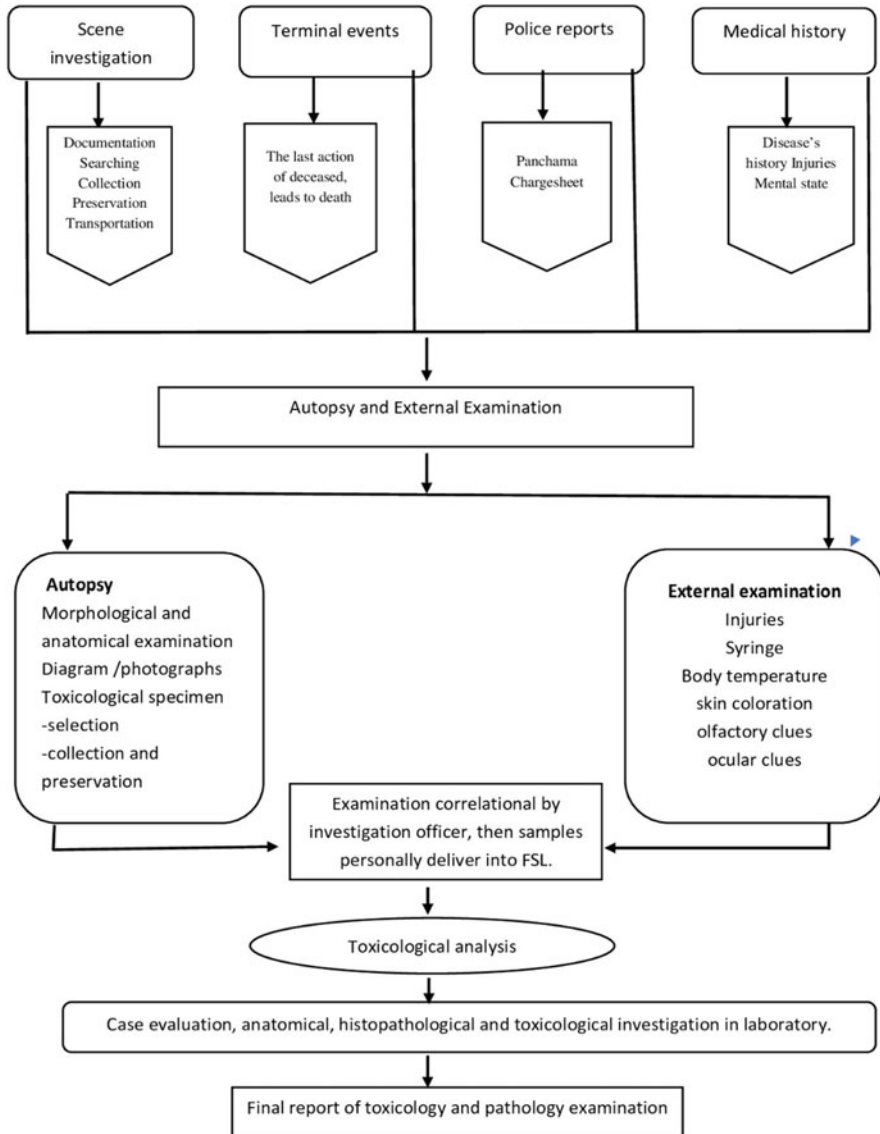 Scene
investigation
Terminal events
Police reports
Medical history
Documentation
Searching
Collection
Preservation
Transportation
The last action
of deceased,
leads to death
Panchama
Chargesheet
Disease's
history Injuries
Mental state
Autopsy and External Examination
Autopsy
Morphological and
anatomical examination
Diagram /photographs
Toxicological specimen
-selection
-collection and
preservation
External examination
Injuries
Syringe
Body temperature
skin coloration
olfactory clues
ocular clues
Examination correlational by
investigation officer, then samples
personally deliver into FSL.
Toxicological analysis
Case evaluation, anatomical, histopathological and toxicological investigation in laboratory.
Final report of toxicology and pathology examination